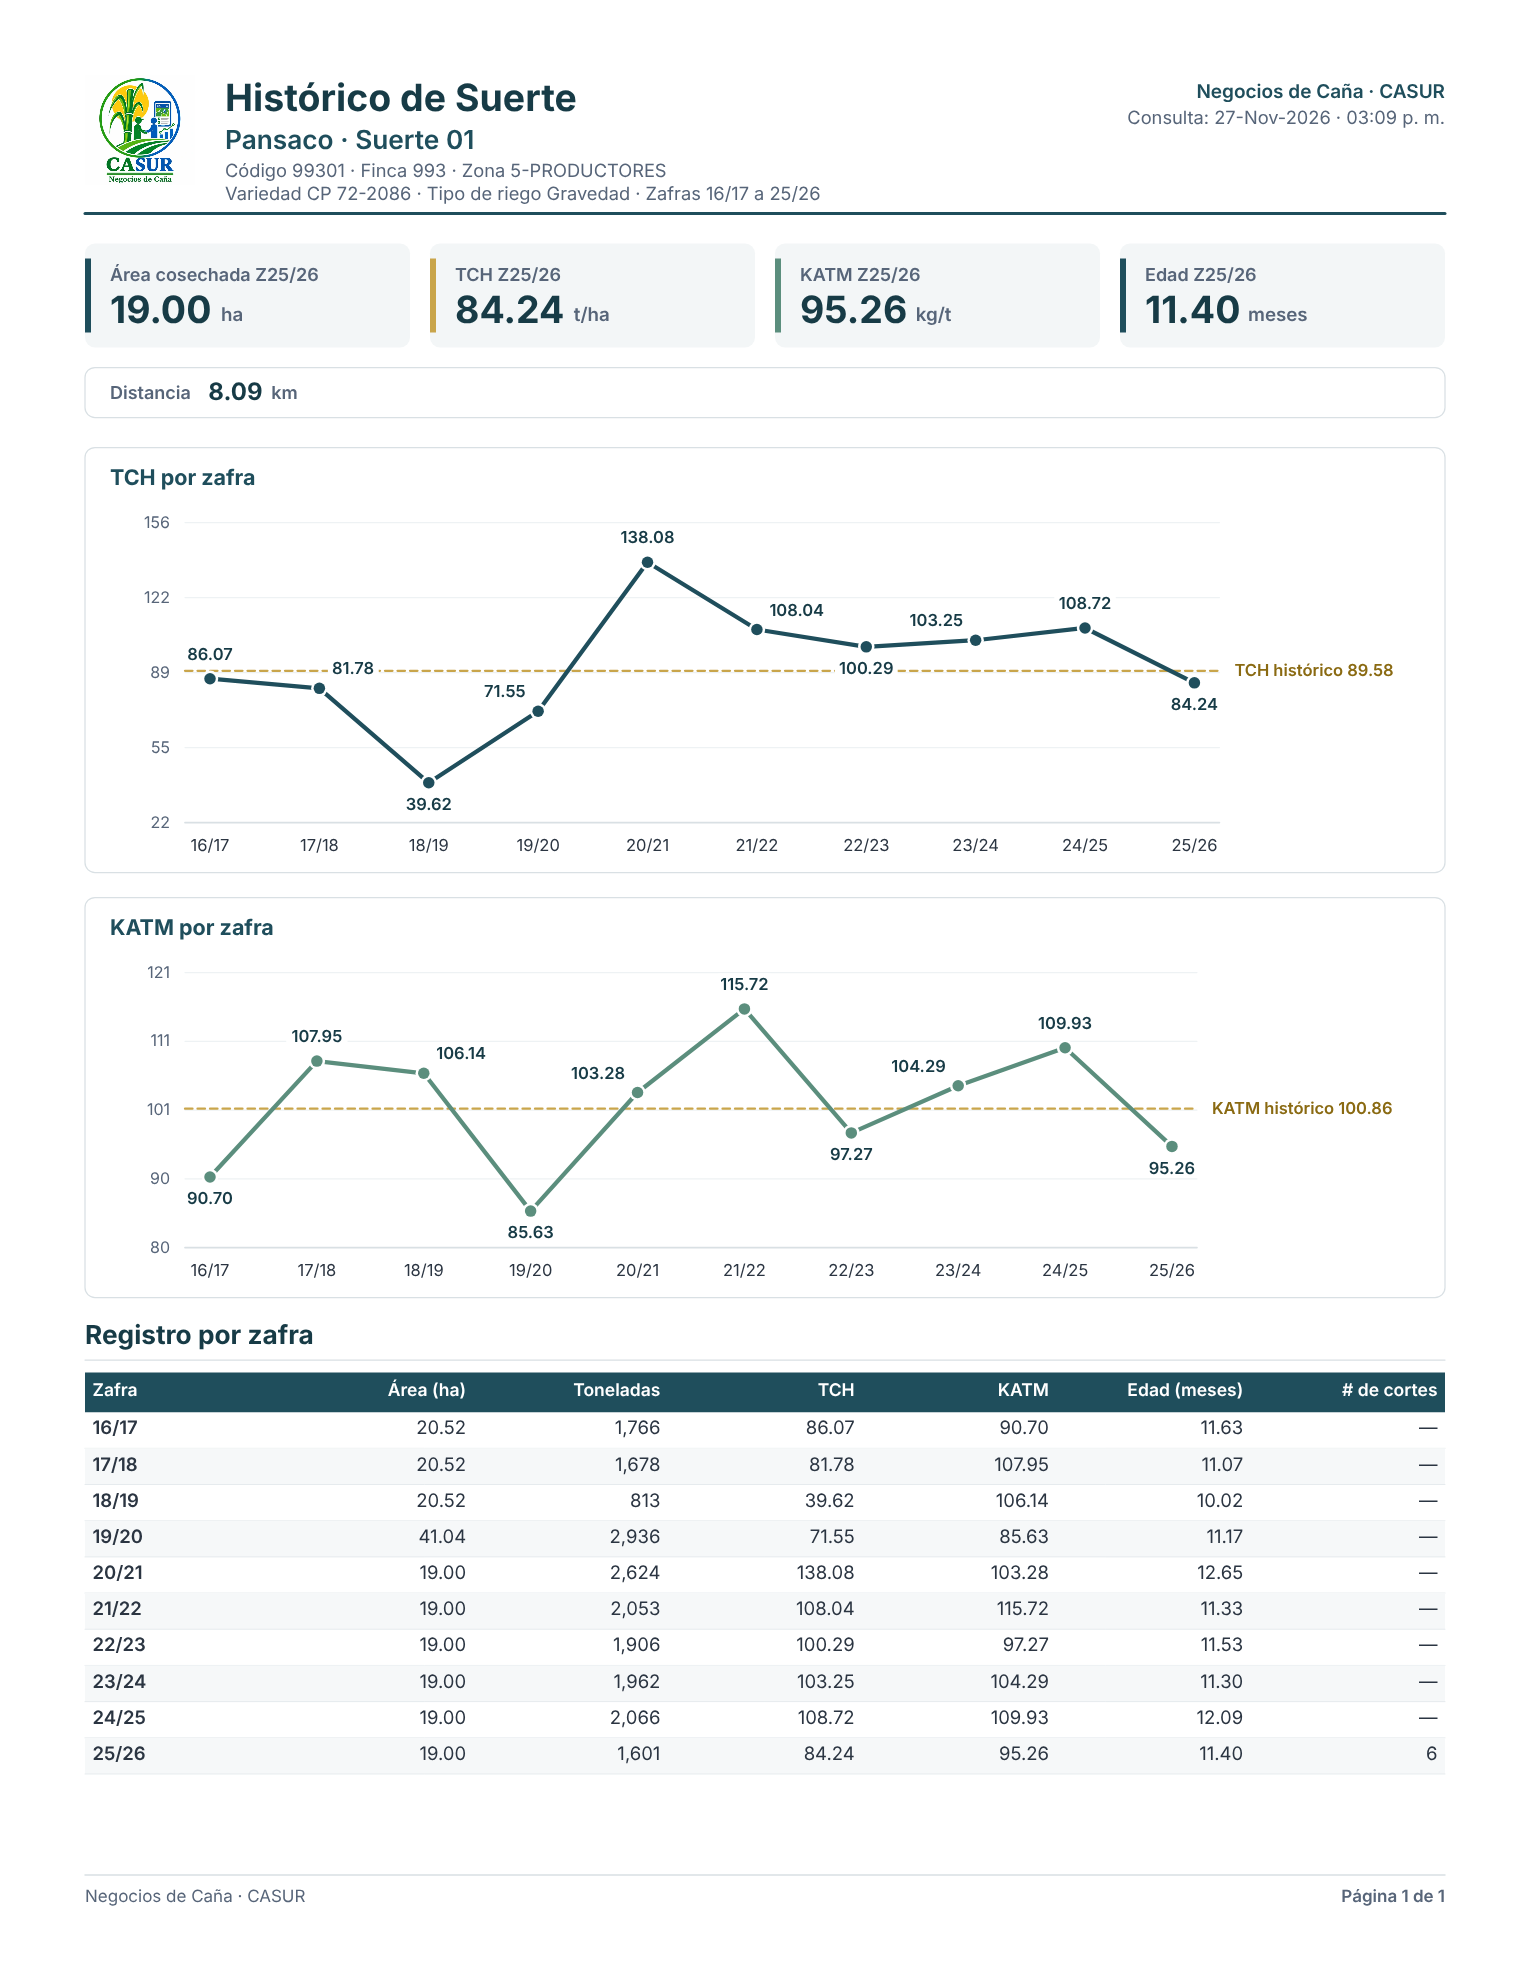 CASUR
Negocios de Caña
Histórico de Suerte
Pansaco · Suerte 01
Código 99301 · Finca 993 · Zona 5-PRODUCTORES
Variedad CP 72-2086 · Tipo de riego Gravedad · Zafras 16/17 a 25/26
Negocios de Caña · CASUR
Consulta: 27-Nov-2026 · 03:09 p. m.
Área cosechada Z25/26
19.00 ha
TCH Z25/26
84.24 t/ha
KATM Z25/26
95.26 kg/t
Edad Z25/26
11.40 meses
Distancia 8.09 km
TCH por zafra
156
122
89
55
22
86.07
81.78
39.62
71.55
138.08
108.04
100.29
103.25
108.72
84.24
TCH histórico 89.58
16/17 17/18 18/19 19/20 20/21 21/22 22/23 23/24 24/25 25/26
KATM por zafra
121
111
101
90
80
90.70
107.95
106.14
85.63
103.28
115.72
97.27
104.29
109.93
95.26
KATM histórico 100.86
16/17 17/18 18/19 19/20 20/21 21/22 22/23 23/24 24/25 25/26
Registro por zafra
Zafra Área (ha) Toneladas TCH KATM Edad (meses) # de cortes
16/17 20.52 1,766 86.07 90.70 11.63 —
17/18 20.52 1,678 81.78 107.95 11.07 —
18/19 20.52 813 39.62 106.14 10.02 —
19/20 41.04 2,936 71.55 85.63 11.17 —
20/21 19.00 2,624 138.08 103.28 12.65 —
21/22 19.00 2,053 108.04 115.72 11.33 —
22/23 19.00 1,906 100.29 97.27 11.53 —
23/24 19.00 1,962 103.25 104.29 11.30 —
24/25 19.00 2,066 108.72 109.93 12.09 —
25/26 19.00 1,601 84.24 95.26 11.40 6
Negocios de Caña · CASUR
Página 1 de 1